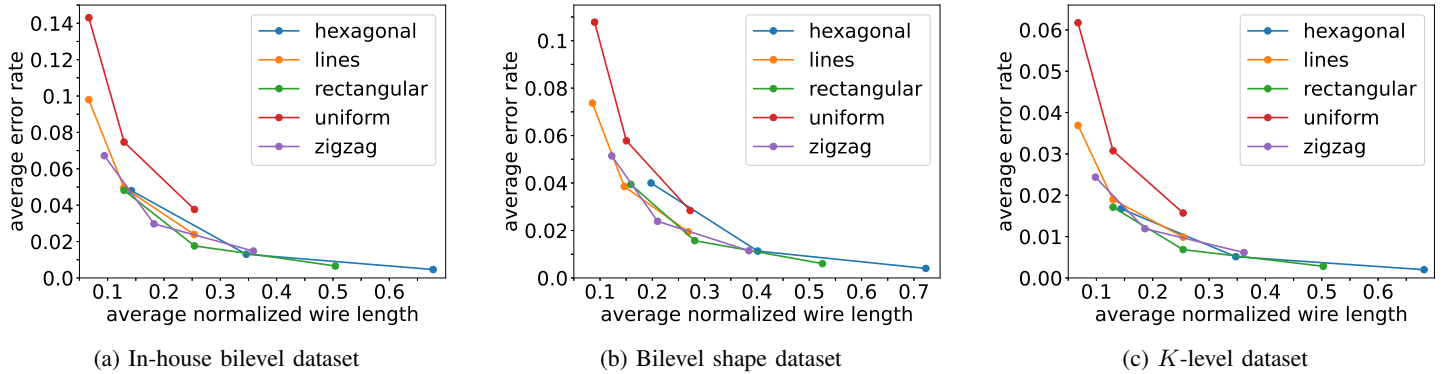 average error rate
0.14
0.12
0.1
0.08
0.06
0.04
0.02
0.0
hexagonal
lines
rectangular
uniform
zigzag
0.1 0.2 0.3 0.4 0.5 0.6
average normalized wire length
(a) In-house bilevel dataset
average error rate
0.1
0.08
0.06
0.04
0.02
0.0
hexagonal
lines
rectangular
uniform
zigzag
0.1 0.2 0.3 0.4 0.5 0.6 0.7
average normalized wire length
(b) Bilevel shape dataset
average error rate
0.06
0.05
0.04
0.03
0.02
0.01
0.00
hexagonal
lines
rectangular
uniform
zigzag
0.1 0.2 0.3 0.4 0.5 0.6
average normalized wire length
(c) K-level dataset